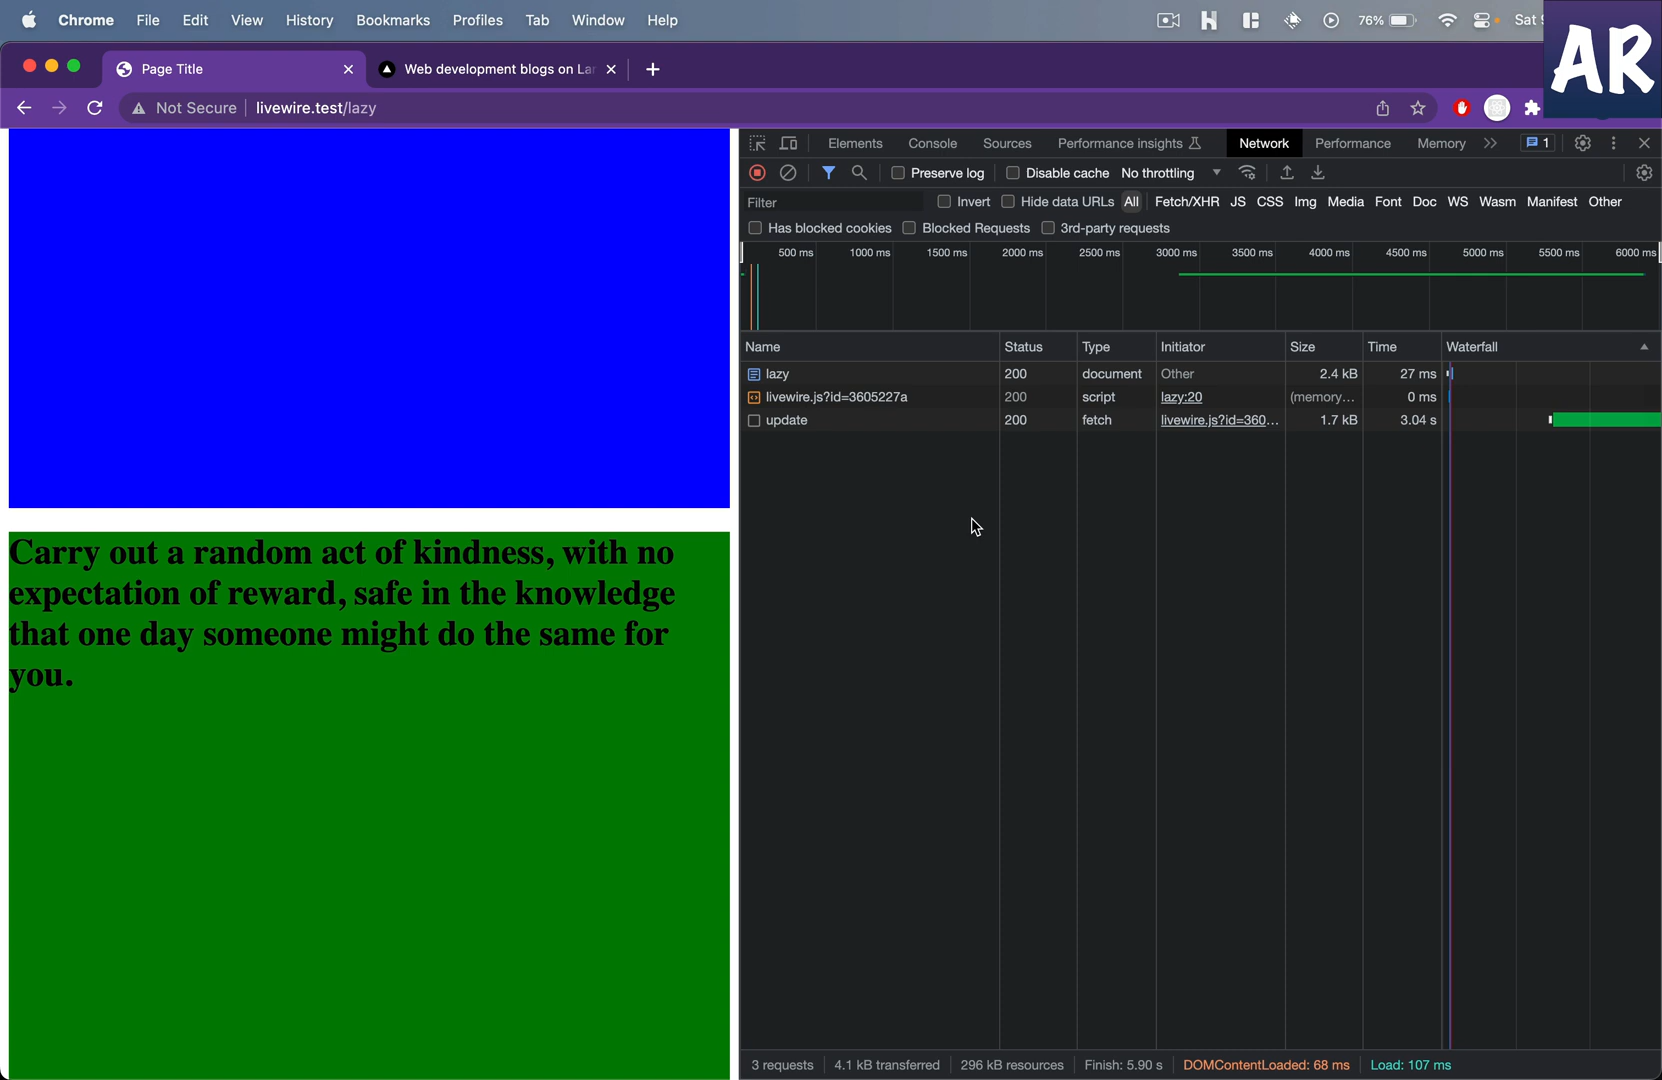 Chrome File Edit View History Bookmarks Profiles Tab Window Help 76% Sat
AR
Page Title Web development blogs on Lar
Not Secure livewire.test/lazy
Elements Console Sources Performance insights Network Performance Memory 1
Preserve log Disable cache No throttling
Filter Invert Hide data URLs All Fetch/XHR JS CSS Img Media Font Doc WS Wasm Manifest Other
Has blocked cookies Blocked Requests 3rd-party requests
500 ms 1000 ms 1500 ms 2000 ms 2500 ms 3000 ms 3500 ms 4000 ms 4500 ms 5000 ms 5500 ms 6000 ms
Name Status Type Initiator Size Time Waterfall
lazy 200 document Other 2.4 kB 27 ms
livewire.js?id=3605227a 200 script lazy:20 (memory... 0 ms
update 200 fetch livewire.js?id=360... 1.7 kB 3.04 s
Carry out a random act of kindness, with no
expectation of reward, safe in the knowledge
that one day someone might do the same for
you.
3 requests 4.1 kB transferred 296 kB resources Finish: 5.90 s DOMContentLoaded: 68 ms Load: 107 ms